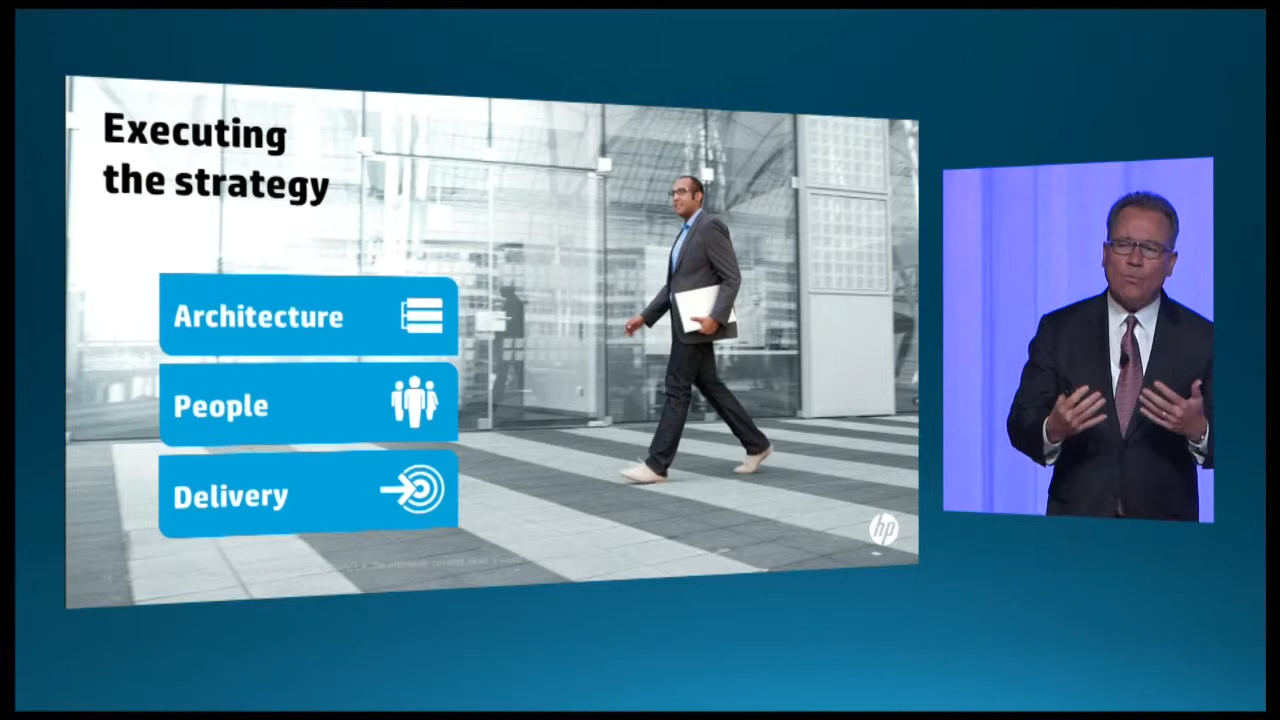 Executing
the strategy
Architecture
People
Delivery
hp